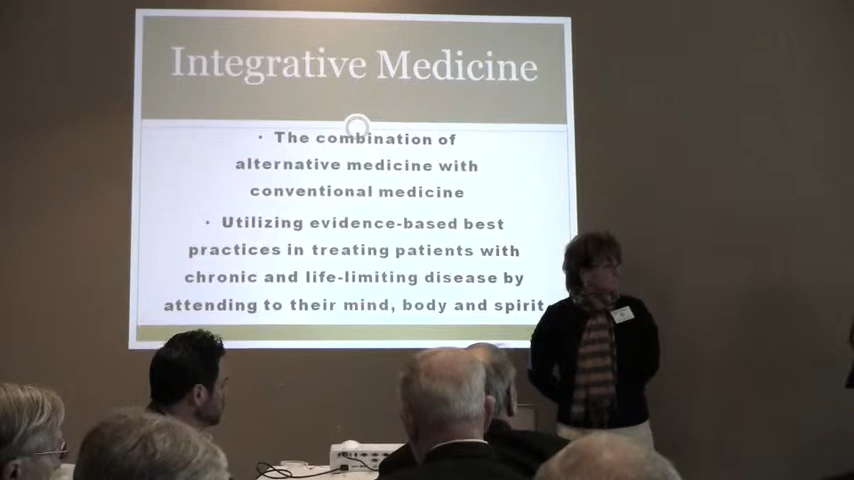 Integrative Medicine
• The combination of
alternative medicine with
conventional medicine
• Utilizing evidence-based best
practices in treating patients with
chronic and life-limiting disease by
attending to their mind, body and spirit